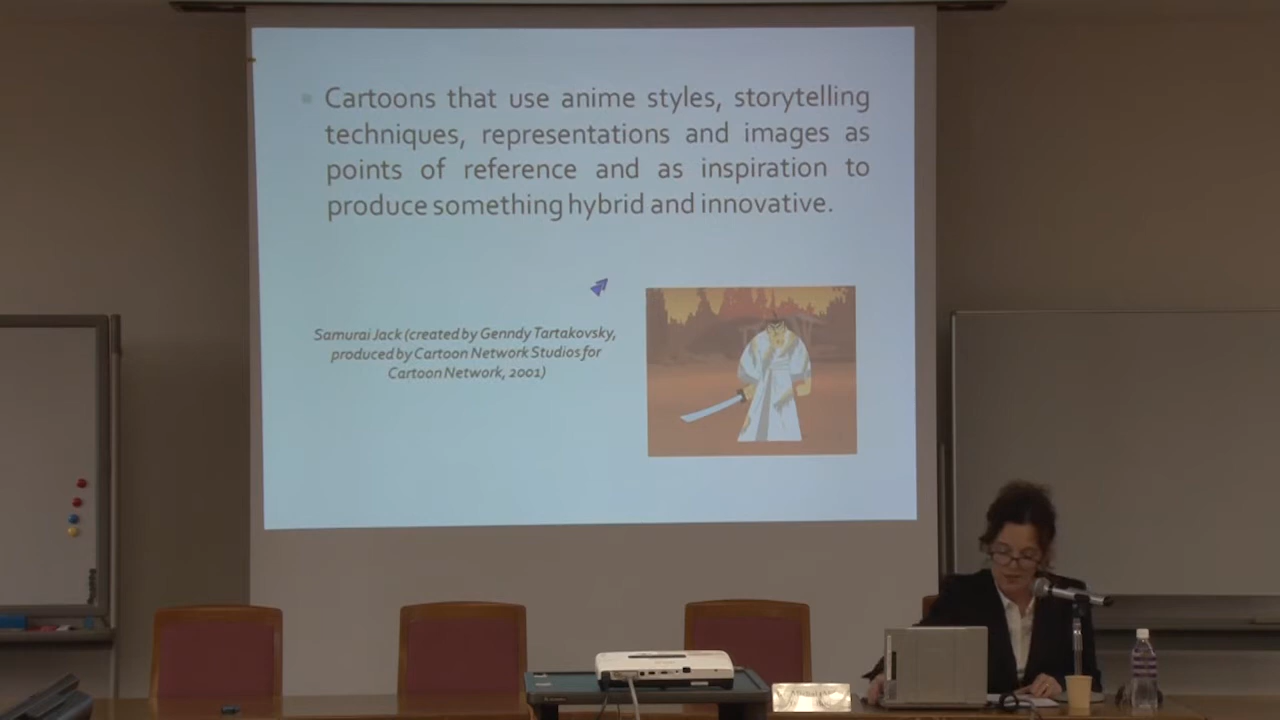 Cartoons that use anime styles, storytelling
techniques, representations and images as
points of reference and as inspiration to
produce something hybrid and innovative.
Samurai Jack (created by Genndy Tartakovsky,
produced by Cartoon Network Studios for
Cartoon Network, 2001)